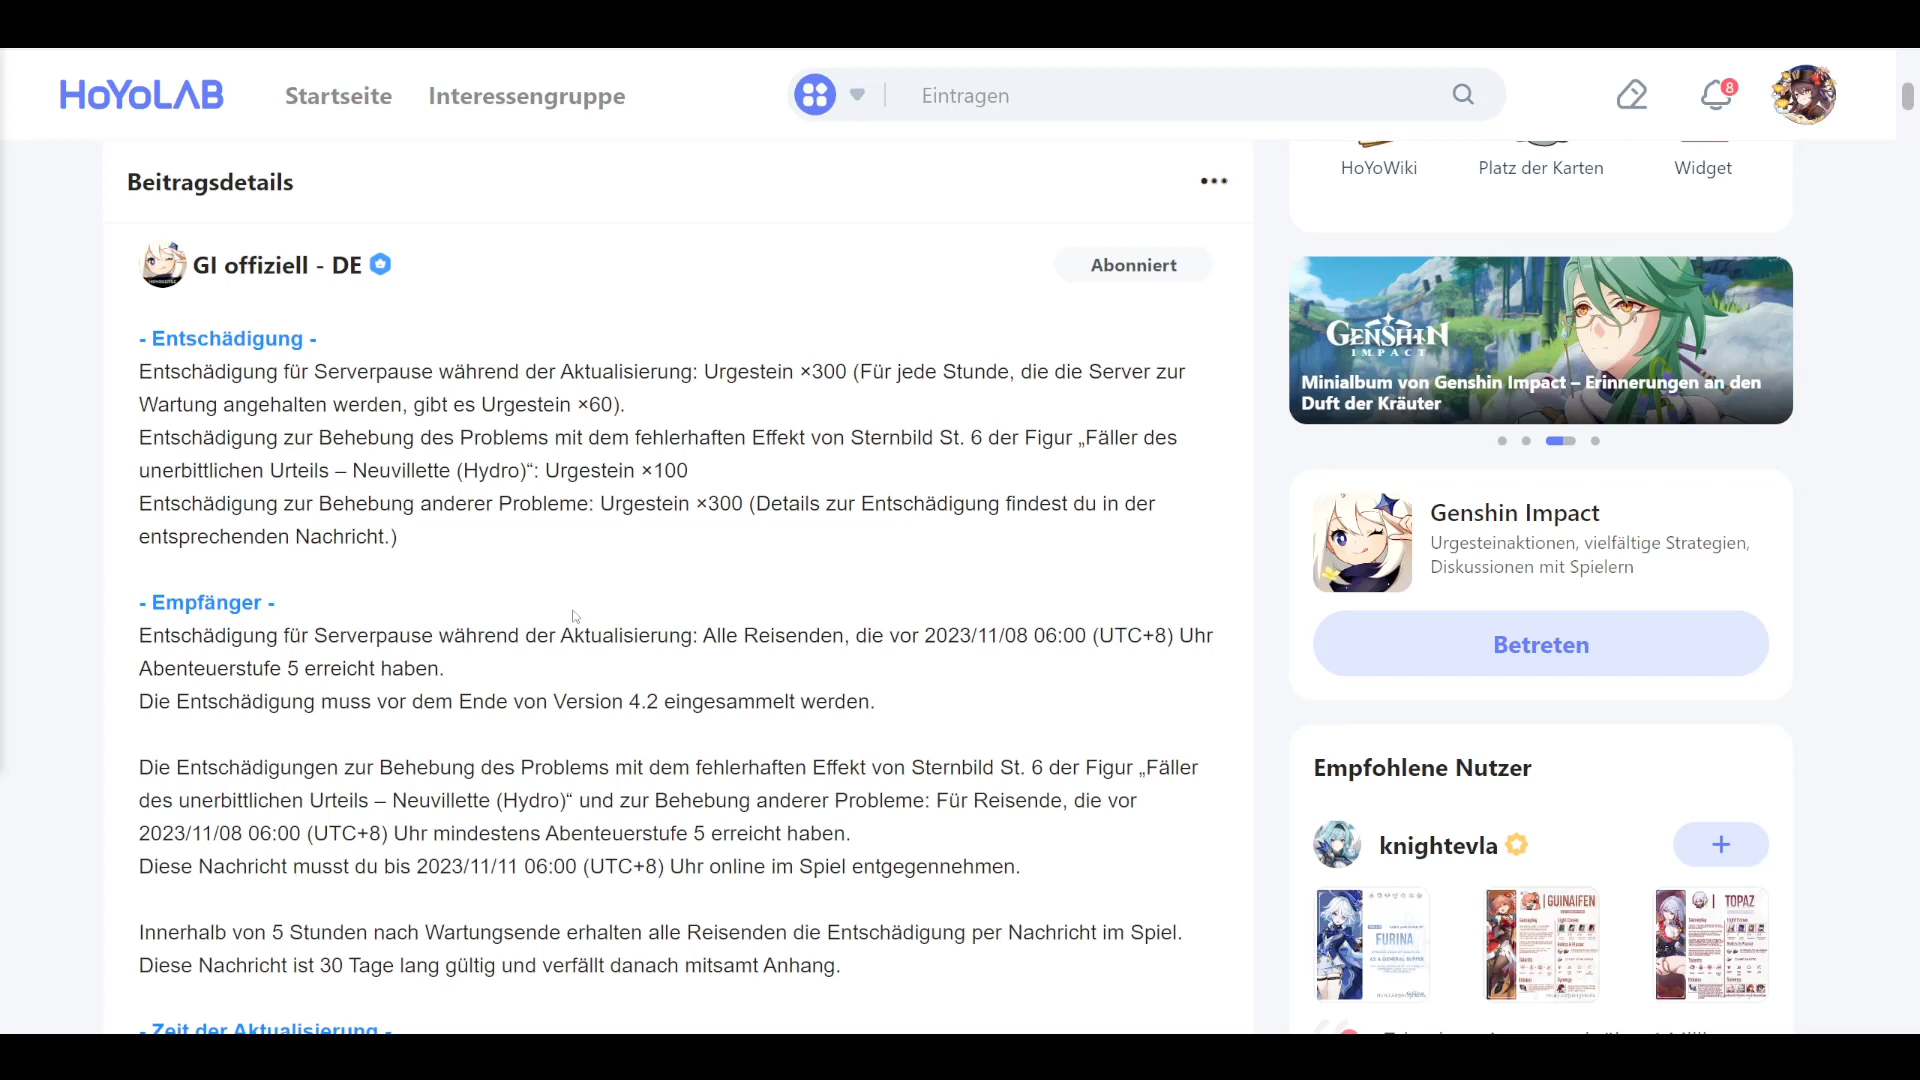 HoYoLAB
Startseite
Interessengruppe
Eintragen
8
Beitragsdetails
GI offiziell - DE
Abonniert
- Entschädigung -
Entschädigung für Serverpause während der Aktualisierung: Urgestein ×300 (Für jede Stunde, die die Server zur
Wartung angehalten werden, gibt es Urgestein ×60).
Entschädigung zur Behebung des Problems mit dem fehlerhaften Effekt von Sternbild St. 6 der Figur „Fäller des
unerbittlichen Urteils – Neuvillette (Hydro)“: Urgestein ×100
Entschädigung zur Behebung anderer Probleme: Urgestein ×300 (Details zur Entschädigung findest du in der
entsprechenden Nachricht.)
- Empfänger -
Entschädigung für Serverpause während der Aktualisierung: Alle Reisenden, die vor 2023/11/08 06:00 (UTC+8) Uhr
Abenteuerstufe 5 erreicht haben.
Die Entschädigung muss vor dem Ende von Version 4.2 eingesammelt werden.
Die Entschädigungen zur Behebung des Problems mit dem fehlerhaften Effekt von Sternbild St. 6 der Figur „Fäller
des unerbittlichen Urteils – Neuvillette (Hydro)“ und zur Behebung anderer Probleme: Für Reisende, die vor
2023/11/08 06:00 (UTC+8) Uhr mindestens Abenteuerstufe 5 erreicht haben.
Diese Nachricht musst du bis 2023/11/11 06:00 (UTC+8) Uhr online im Spiel entgegennehmen.
Innerhalb von 5 Stunden nach Wartungsende erhalten alle Reisenden die Entschädigung per Nachricht im Spiel.
Diese Nachricht ist 30 Tage lang gültig und verfällt danach mitsamt Anhang.
- Zeit der Aktualisierung -
HoYoWiki
Platz der Karten
Widget
GENSHIN
IMPACT
Minialbum von Genshin Impact – Erinnerungen an den
Duft der Kräuter
Genshin Impact
Urgesteinaktionen, vielfältige Strategien,
Diskussionen mit Spielern
Betreten
Empfohlene Nutzer
knightevla
FURINA
AS A GENERAL BUFFER
GUINAIFEN
TOPAZ